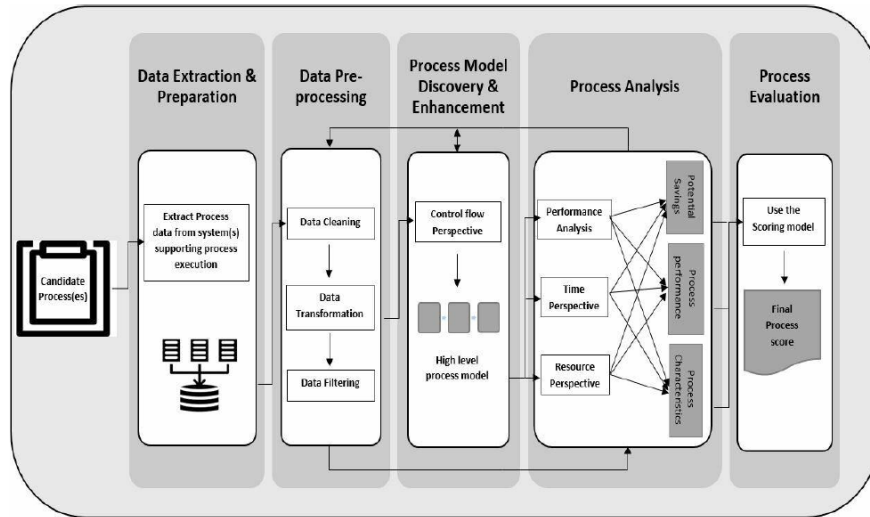 Data Extraction &
Preparation
Data Pre-
processing
Process Model
Discovery &
Enhancement
Process Analysis
Process
Evaluation
Candidate
Process(es)
Extract Process
data from system(s)
supporting process
execution
Data Cleaning
Data
Transformation
Data Filtering
Control flow
Perspective
High level
process model
Performance
Analysis
Time
Perspective
Resource
Perspective
Potential
Savings
Process
performance
Process
Characteristics
Use the
Scoring model
Final
Process
score